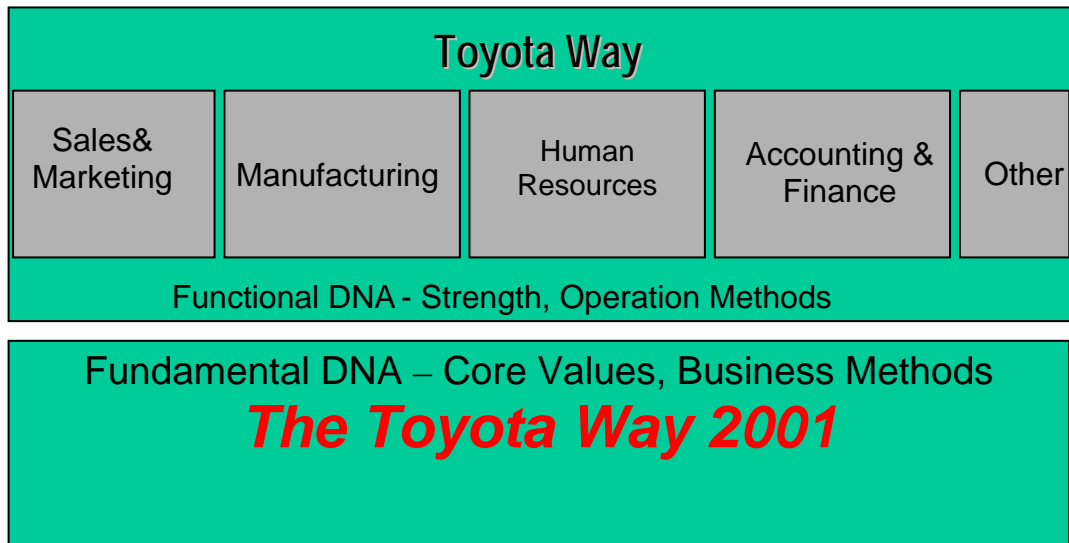 Toyota Way
Sales&
Marketing
Manufacturing
Human
Resources
Accounting &
Finance
Other
Functional DNA - Strength, Operation Methods
Fundamental DNA – Core Values, Business Methods
The Toyota Way 2001